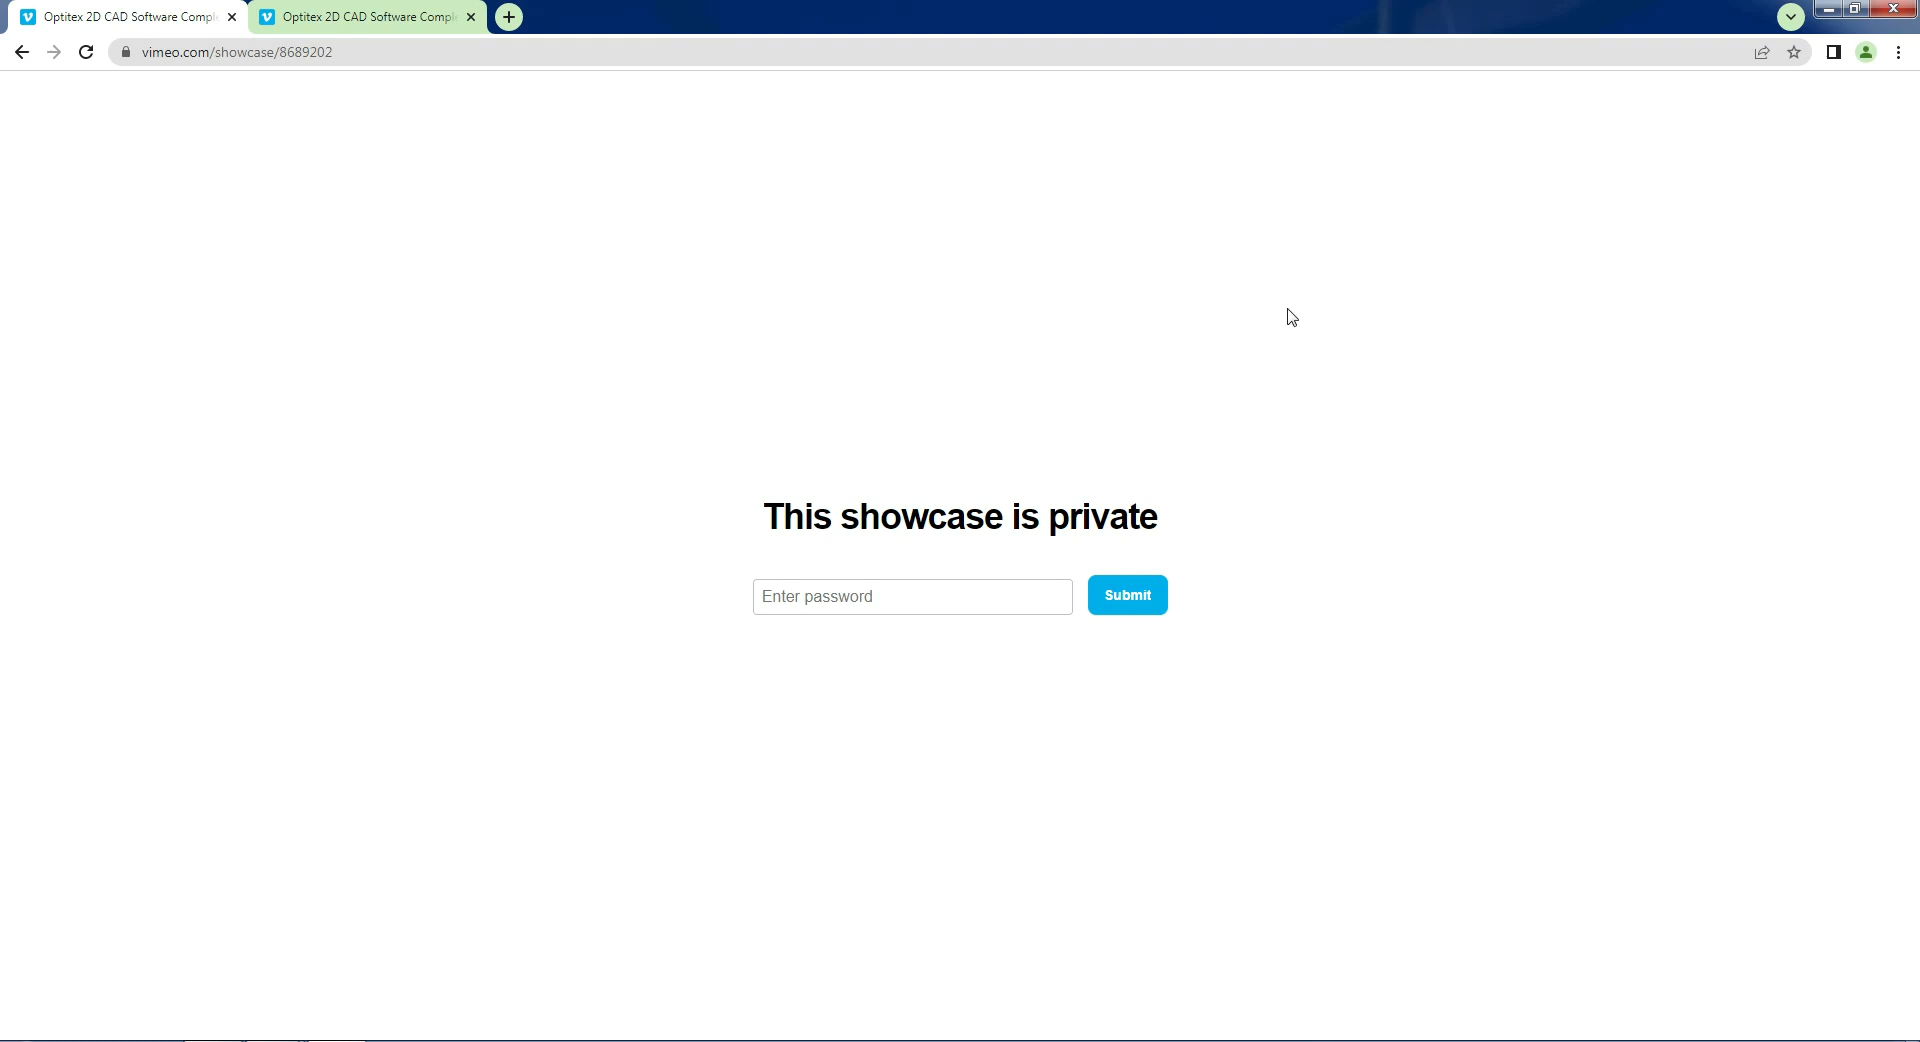 Optitex 2D CAD Software Compl
Optitex 2D CAD Software Compl
vimeo.com/showcase/8689202
This showcase is private
Enter password
Submit